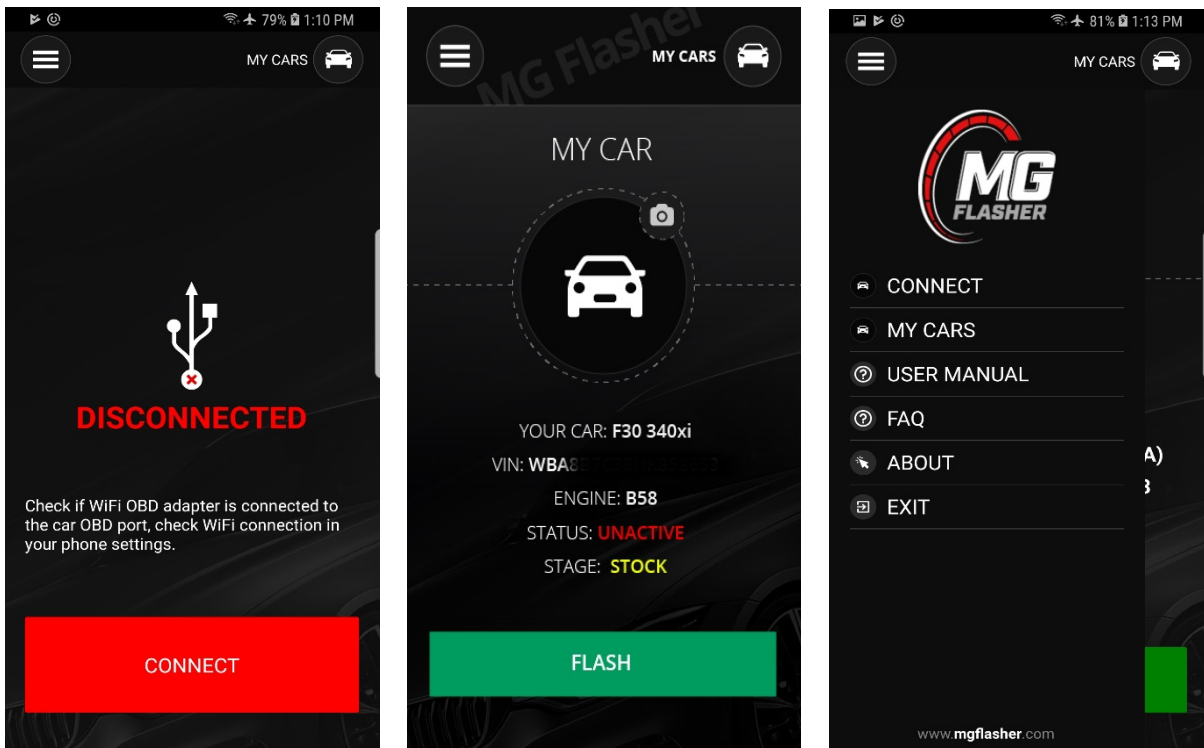 79% 1:10 PM
MY CARS
DISCONNECTED
Check if WiFi OBD adapter is connected to
the car OBD port, check WiFi connection in
your phone settings.
CONNECT
MG Flasher
MY CARS
MY CAR
YOUR CAR: F30 340xi
VIN: WBA8
ENGINE: B58
STATUS: UNACTIVE
STAGE: STOCK
FLASH
81% 1:13 PM
MY CARS
MG
FLASHER
CONNECT
MY CARS
USER MANUAL
FAQ
ABOUT
EXIT
A)
www.mgflasher.com